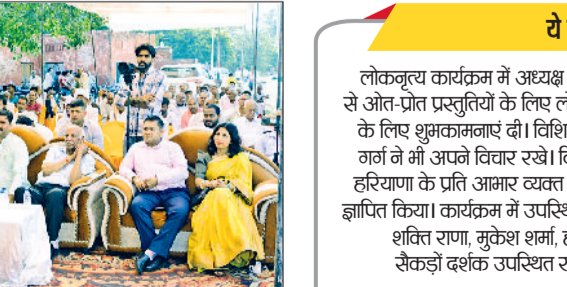 ये
लोकनृत्य कार्यक्रम में अध्यक्ष
से ओत-प्रोत प्रस्तुतियों के लिए
के लिए शुभकामनाएं दी। विशि
गर्ग ने भी अपने विचार रखे।
हरियाणा के प्रति आभार व्यक्त
ज्ञापित किया। कार्यक्रम में उपस्थि
शक्ति राणा, मुकेश शर्मा,
सैकड़ों दर्शक उपस्थित